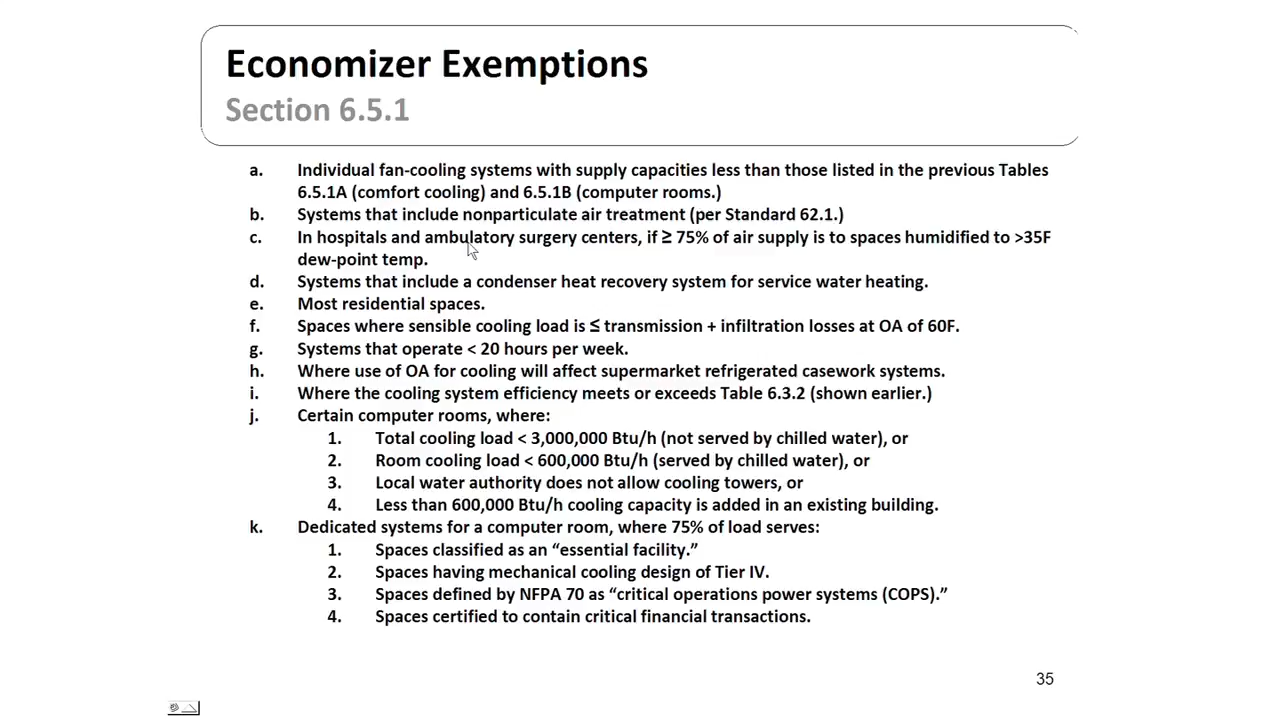 Economizer Exemptions
Section 6.5.1
a. Individual fan-cooling systems with supply capacities less than those listed in the previous Tables
6.5.1A (comfort cooling) and 6.5.1B (computer rooms.)
b. Systems that include nonparticulate air treatment (per Standard 62.1.)
c. In hospitals and ambulatory surgery centers, if ≥ 75% of air supply is to spaces humidified to >35F
dew-point temp.
d. Systems that include a condenser heat recovery system for service water heating.
e. Most residential spaces.
f. Spaces where sensible cooling load is ≤ transmission + infiltration losses at OA of 60F.
g. Systems that operate < 20 hours per week.
h. Where use of OA for cooling will affect supermarket refrigerated casework systems.
i. Where the cooling system efficiency meets or exceeds Table 6.3.2 (shown earlier.)
j. Certain computer rooms, where:
1. Total cooling load < 3,000,000 Btu/h (not served by chilled water), or
2. Room cooling load < 600,000 Btu/h (served by chilled water), or
3. Local water authority does not allow cooling towers, or
4. Less than 600,000 Btu/h cooling capacity is added in an existing building.
k. Dedicated systems for a computer room, where 75% of load serves:
1. Spaces classified as an “essential facility.”
2. Spaces having mechanical cooling design of Tier IV.
3. Spaces defined by NFPA 70 as “critical operations power systems (COPS).”
4. Spaces certified to contain critical financial transactions.
35